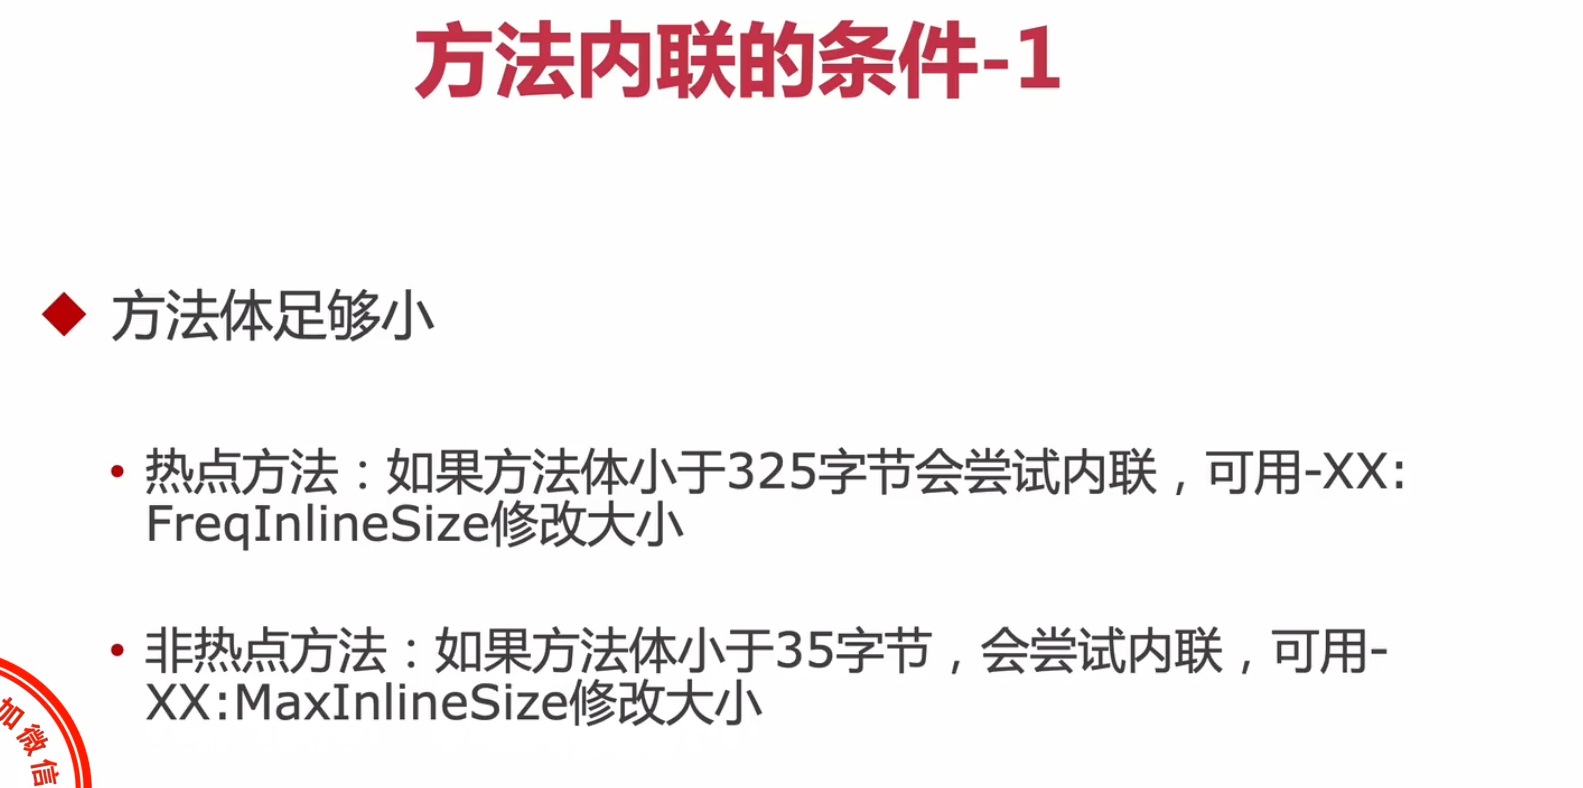 方法内联的条件-1
方法体足够小
热点方法：如果方法体小于325字节会尝试内联，可用-XX:
FreqInlineSize修改大小
非热点方法：如果方法体小于35字节，会尝试内联，可用-
XX:MaxInlineSize修改大小
加微信